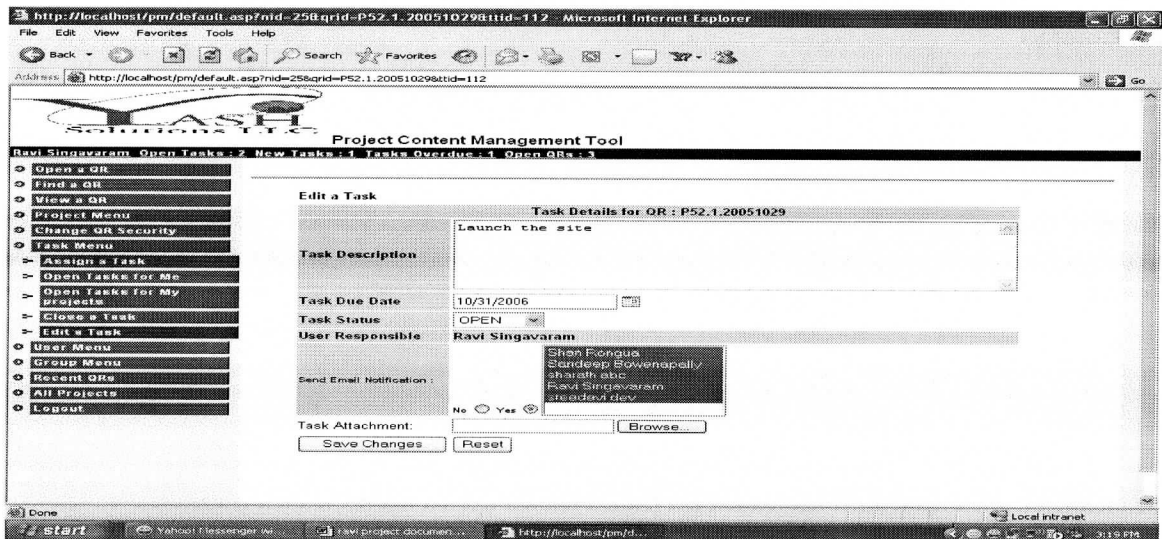 http://localhost/pm/default.asp?nid=25&qrid=P52.1.20051029&ttid=112 - Microsoft Internet Explorer
File Edit View Favorites Tools Help
Back Search Favorites
Address http://localhost/pm/default.asp?nid=25&qrid=P52.1.20051029&ttid=112 Go
YASH
Solutions LLC. Project Content Management Tool
Ravi Singavaram Open Tasks : 2 New Tasks : 1 Tasks Overdue : 1 Open QRs : 3
Open a QR
Find a QR
View a QR
Project Menu
Change QR Security
Task Menu
Assign a Task
Open Tasks for Me
Open Tasks for My projects
Close a Task
Edit a Task
User Menu
Group Menu
Recent QRs
All Projects
Logout
Edit a Task
Task Details for QR : P52.1.20051029
Task Description Launch the site
Task Due Date 10/31/2006
Task Status OPEN
User Responsible Ravi Singavaram
Send Email Notification : No Yes
Shan Rongua
Sandeep Bowenapally
sharath abc
Ravi Singavaram
sreedevi dev
Task Attachment: Browse...
Save Changes Reset
Done Local intranet
start Yahoo! Messenger wi... ravi project documen... http://localhost/pm/d... 3:19 PM